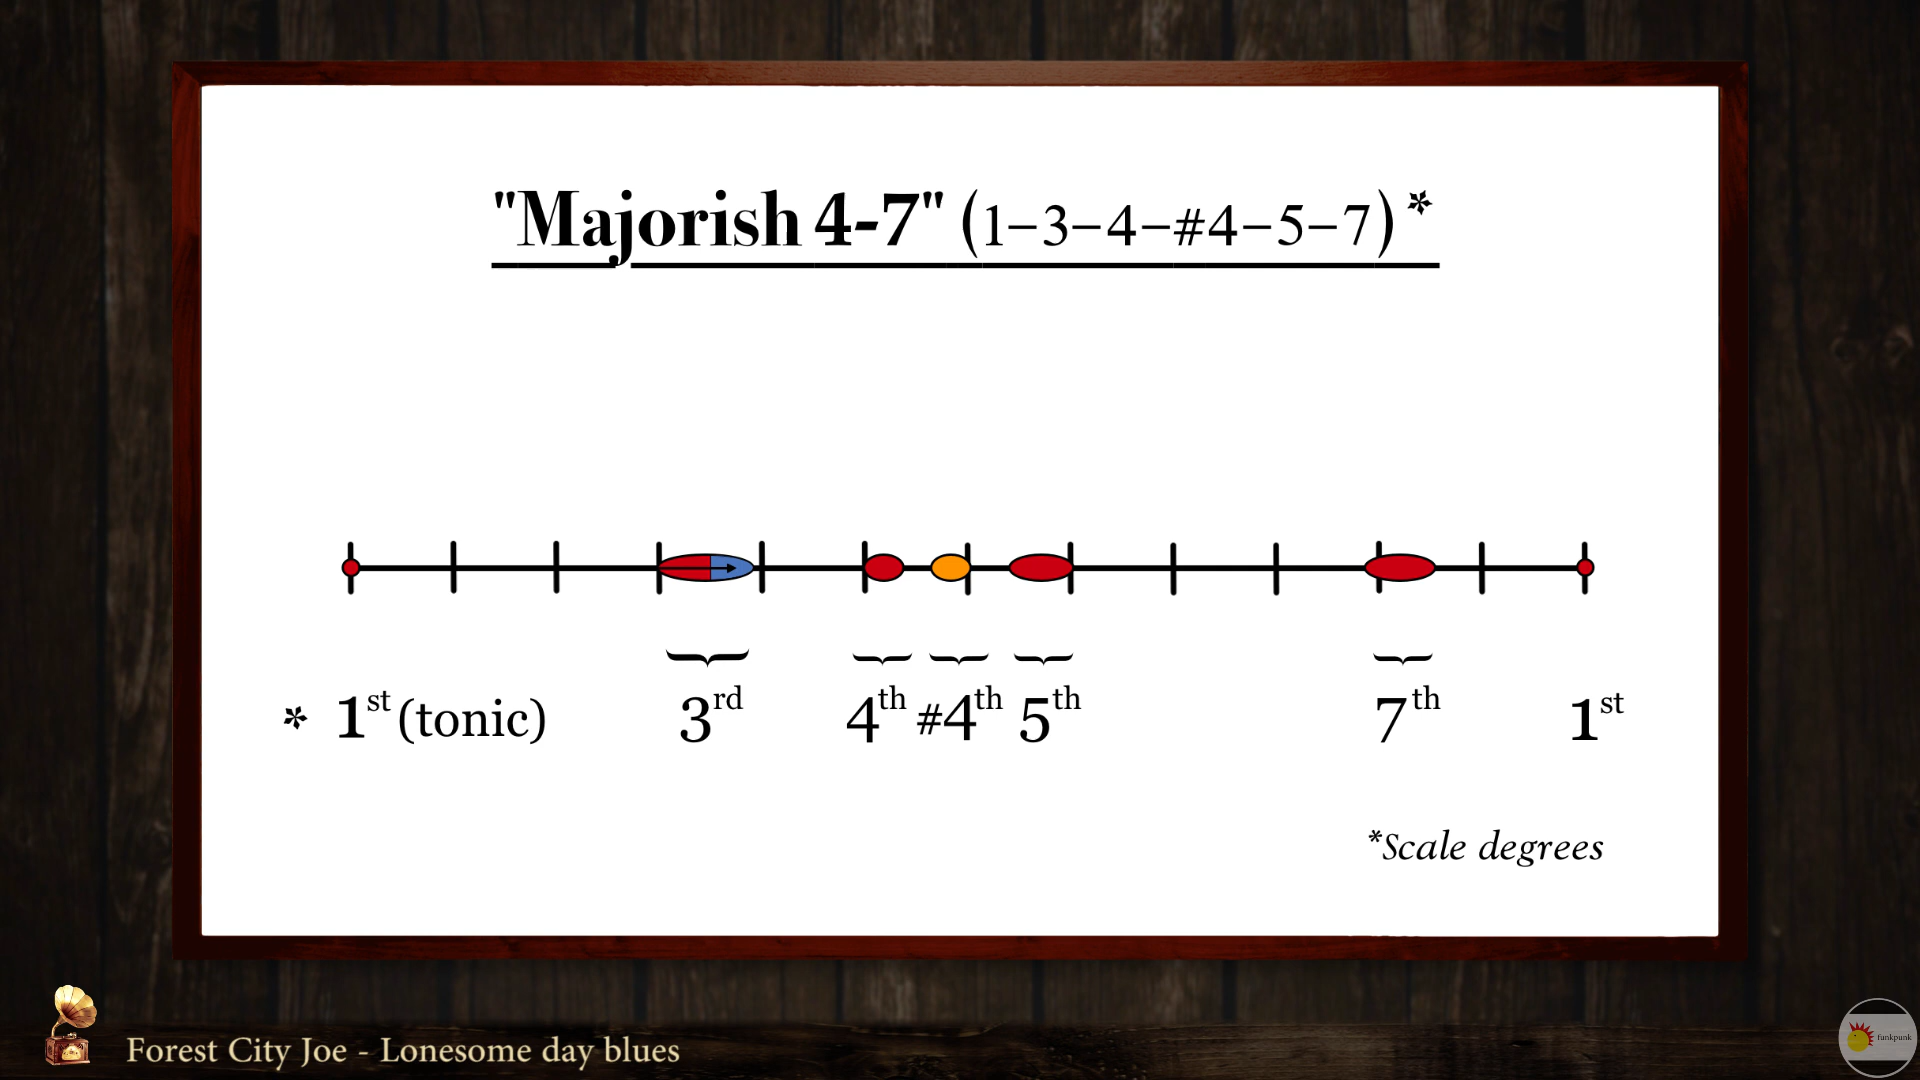 "Majorish 4-7" (1–3–4–#4–5–7)*
* 1st (tonic) 3rd 4th #4th 5th 7th 1st
*Scale degrees
Forest City Joe - Lonesome day blues
funkpunk